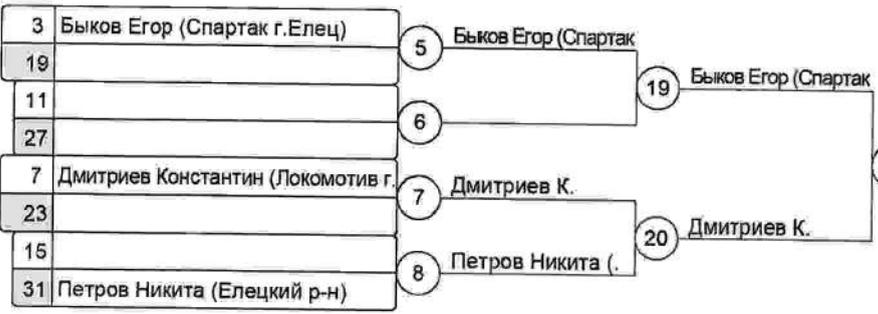 3 Быков Егор (Спартак г.Елец)
19
11
27
7 Дмитриев Константин (Локомотив г.
23
15
31 Петров Никита (Елецкий р-н)
5 Быков Егор (Спартак
6
7 Дмитриев К.
8 Петров Никита (.
19 Быков Егор (Спартак
20 Дмитриев К.